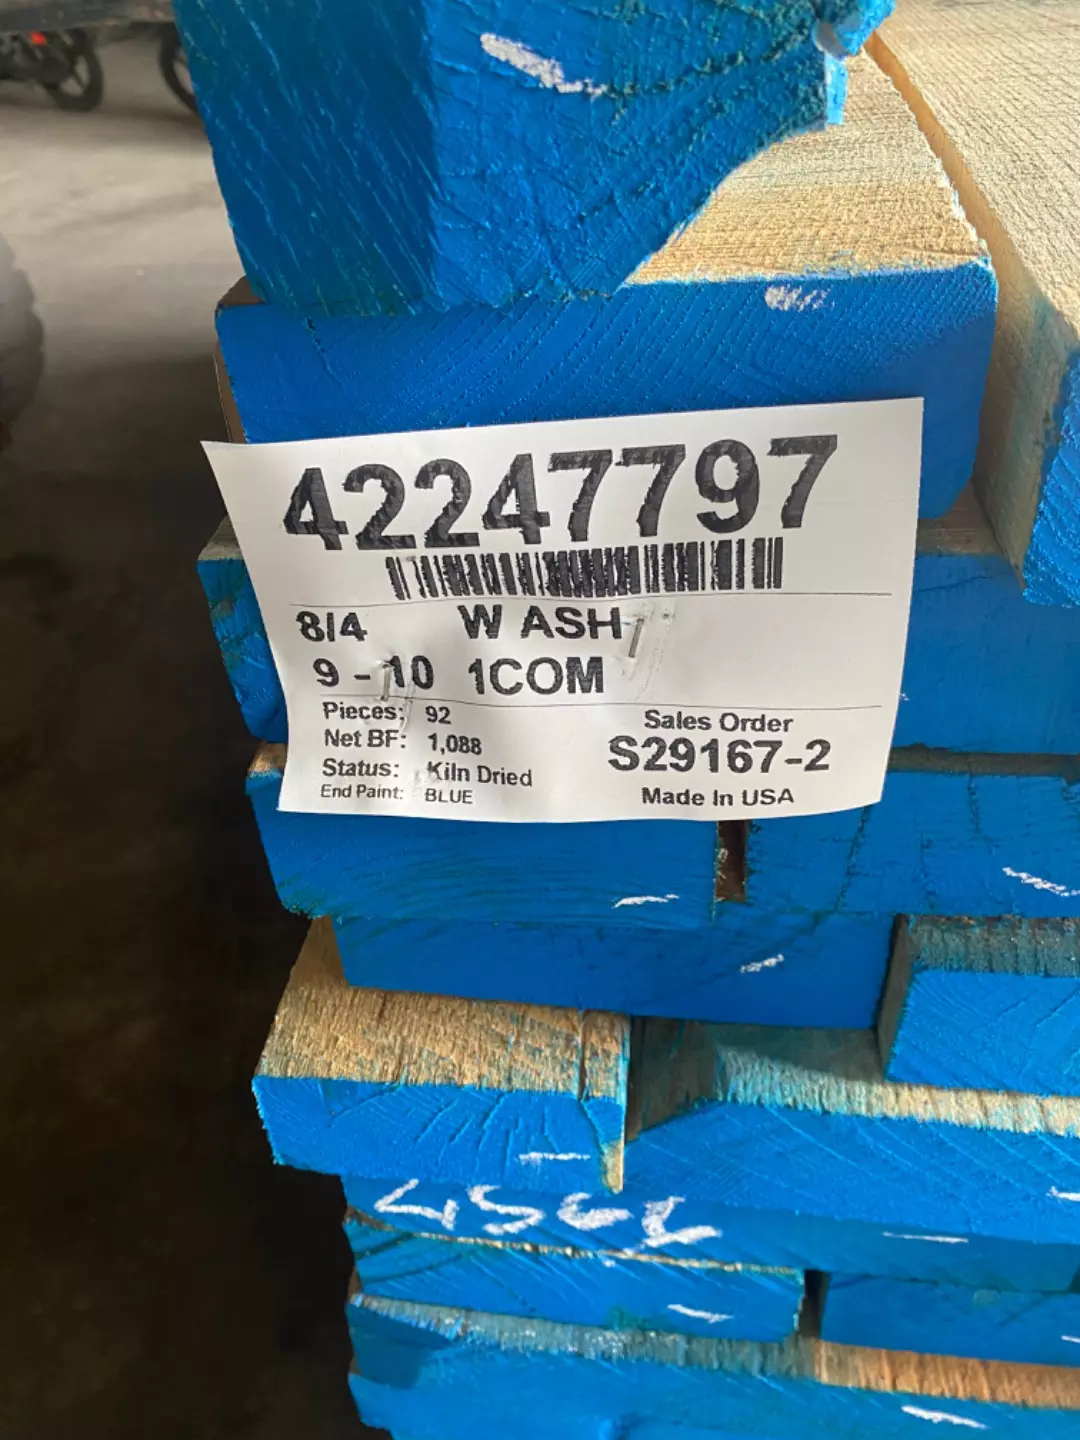 42247797
8/4 W ASH
9 - 10 1COM
Pieces: 92
Net BF: 1,088
Status: Kiln Dried
End Paint: BLUE
Sales Order
S29167-2
Made In USA